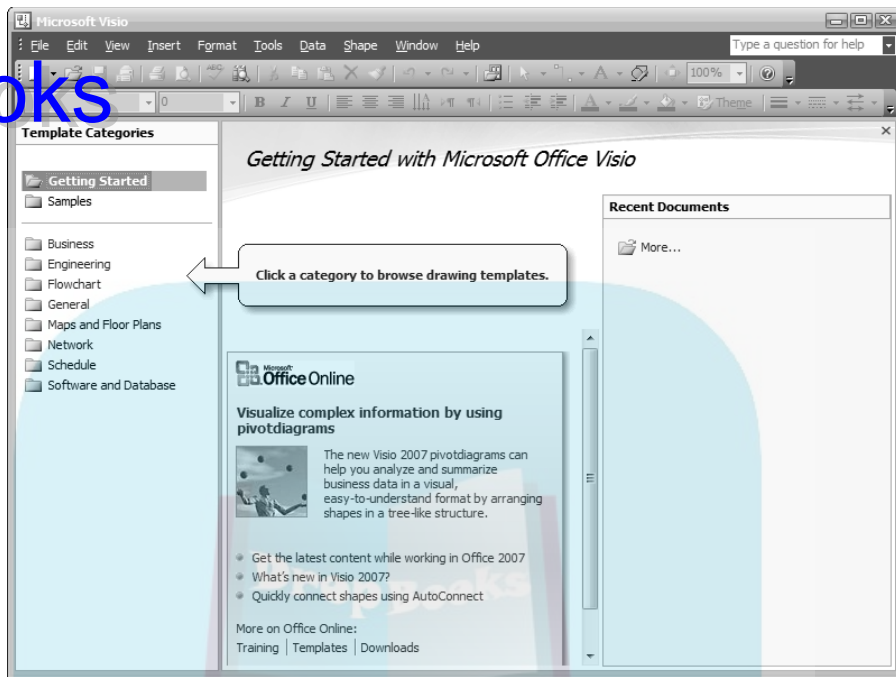 Microsoft Visio
File Edit View Insert Format Tools Data Shape Window Help
Type a question for help
100%
oks
0
B I U
A
Theme
Template Categories
Getting Started
Samples
Business
Engineering
Flowchart
General
Maps and Floor Plans
Network
Schedule
Software and Database
Getting Started with Microsoft Office Visio
Click a category to browse drawing templates.
Recent Documents
More...
Microsoft
Office Online
Visualize complex information by using
pivotdiagrams
The new Visio 2007 pivotdiagrams can
help you analyze and summarize
business data in a visual,
easy-to-understand format by arranging
shapes in a tree-like structure.
Get the latest content while working in Office 2007
What's new in Visio 2007?
Quickly connect shapes using AutoConnect
DropBooks
More on Office Online:
Training | Templates | Downloads